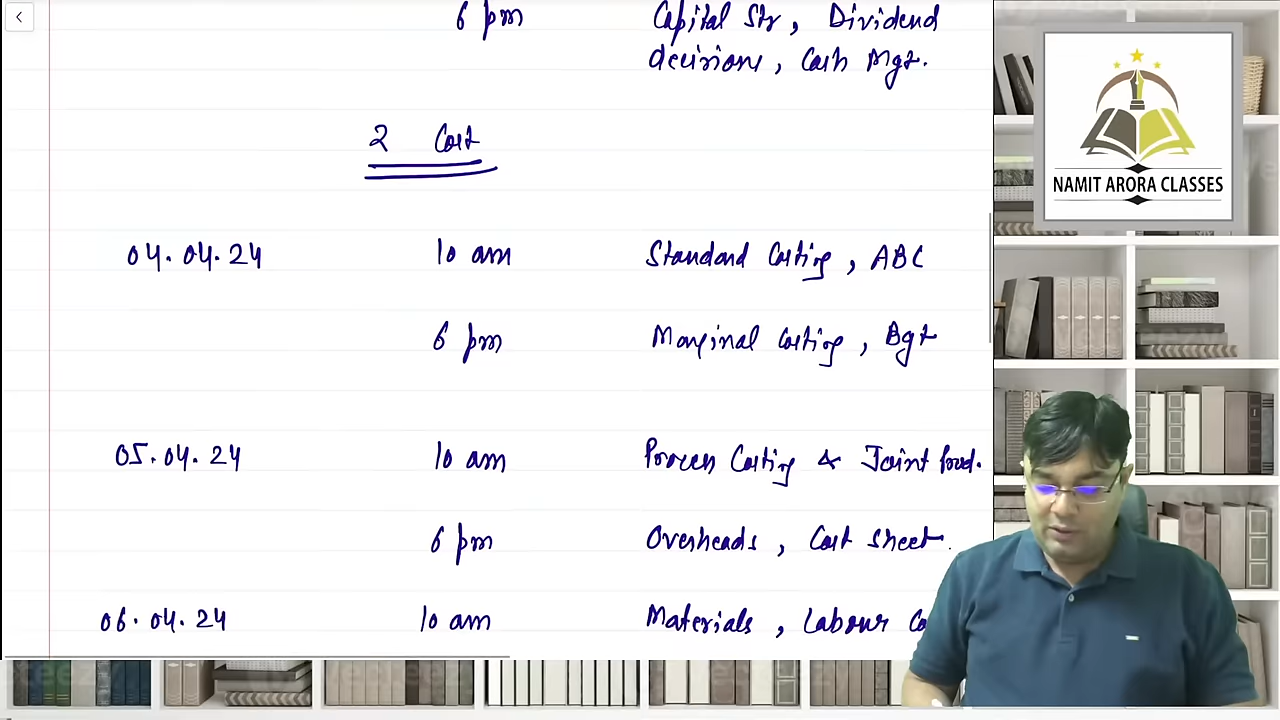 6 pm Capital Str, Dividend
decisions, Cash Mgt.
2 Cost
04.04.24 10 am Standard Costing, ABC
6 pm Marginal Costing, Bgt
05.04.24 10 am Process Costing & Joint Prod.
6 pm Overheads, Cost Sheet.
06.04.24 10 am Materials, Labour Co
NAMIT ARORA CLASSES